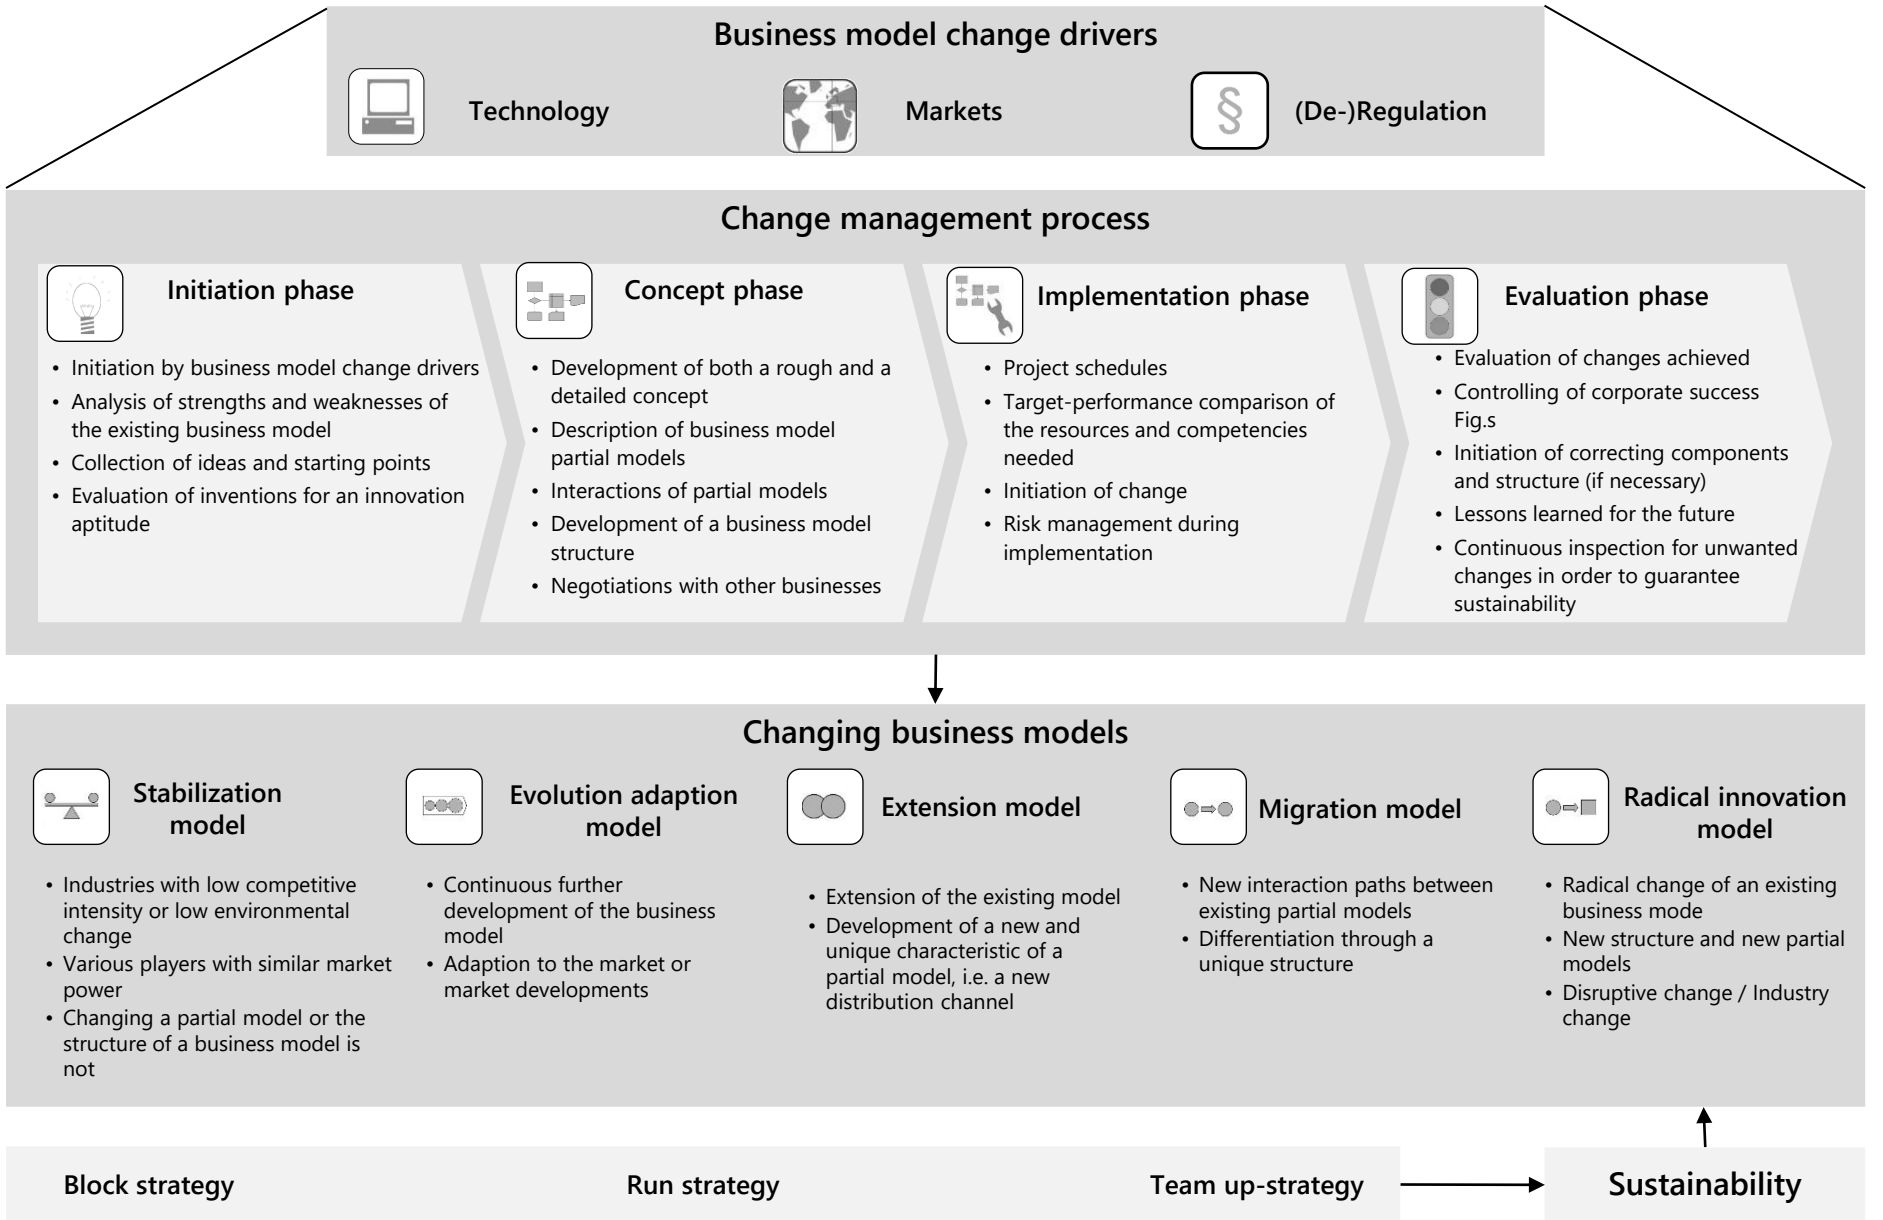 Business model change drivers
Technology
Markets
§
(De-)Regulation
Change management process
Initiation phase
• Initiation by business model change drivers
• Analysis of strengths and weaknesses of
the existing business model
• Collection of ideas and starting points
• Evaluation of inventions for an innovation
aptitude
Concept phase
• Development of both a rough and a
detailed concept
• Description of business model
partial models
• Interactions of partial models
• Development of a business model
structure
• Negotiations with other businesses
Implementation phase
• Project schedules
• Target-performance comparison of
the resources and competencies
needed
• Initiation of change
• Risk management during
implementation
Evaluation phase
• Evaluation of changes achieved
• Controlling of corporate success
Fig.s
• Initiation of correcting components
and structure (if necessary)
• Lessons learned for the future
• Continuous inspection for unwanted
changes in order to guarantee
sustainability
Changing business models
Stabilization
model
• Industries with low competitive
intensity or low environmental
change
• Various players with similar market
power
• Changing a partial model or the
structure of a business model is
not
Evolution adaption
model
• Continuous further
development of the business
model
• Adaption to the market or
market developments
Extension model
• Extension of the existing model
• Development of a new and
unique characteristic of a
partial model, i.e. a new
distribution channel
Migration model
• New interaction paths between
existing partial models
• Differentiation through a
unique structure
Radical innovation
model
• Radical change of an existing
business mode
• New structure and new partial
models
• Disruptive change / Industry
change
Block strategy
Run strategy
Team up-strategy
Sustainability